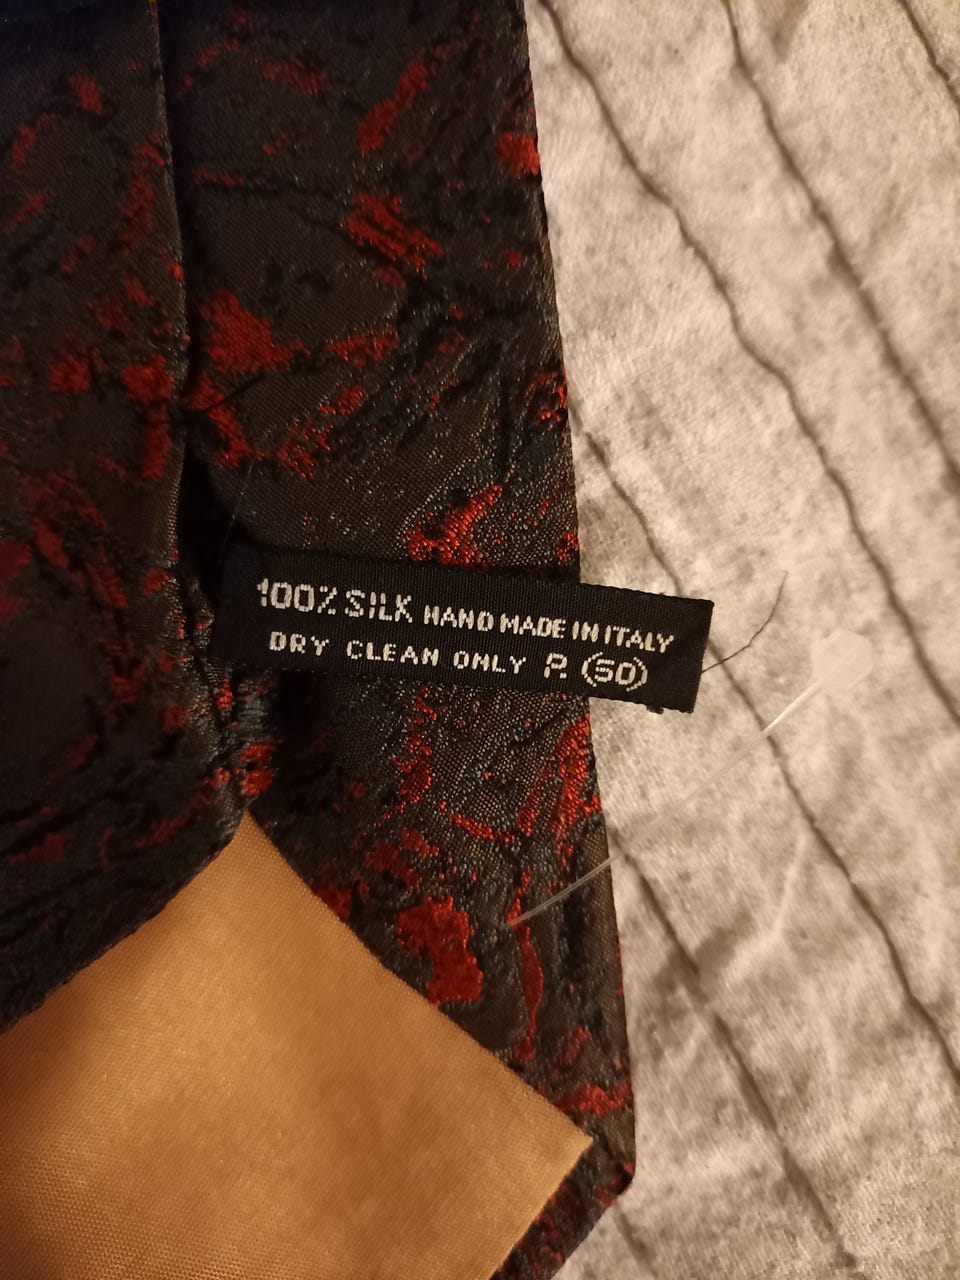 100% SILK HAND MADE IN ITALY
DRY CLEAN ONLY P. (50)